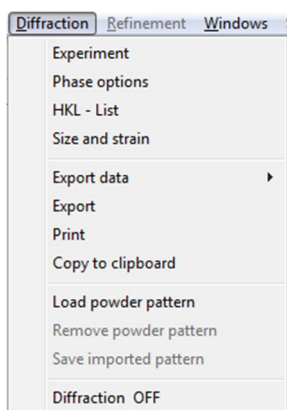 Diffraction Refinement Windows
Experiment
Phase options
HKL - List
Size and strain
Export data
Export
Print
Copy to clipboard
Load powder pattern
Remove powder pattern
Save imported pattern
Diffraction OFF